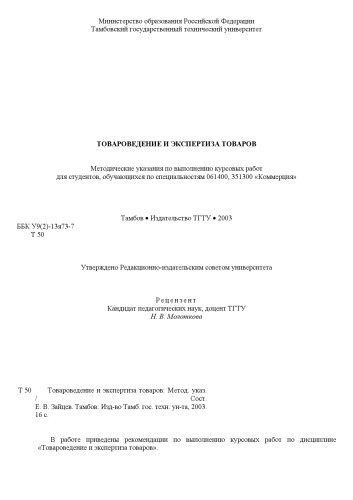 Министерство образования Российской Федерации
Тамбовский государственный технический университет
ТОВАРОВЕДЕНИЕ И ЭКСПЕРТИЗА ТОВАРОВ
Методические указания по выполнению курсовых работ
для студентов, обучающихся по специальностям 061400, 351300 «Коммерция»
Тамбов • Издательство ТГТУ • 2003
ББК У9(2)-13я73-7
Т 50
Утверждено Редакционно-издательским советом университета
Рецензент
Кандидат педагогических наук, доцент ТГТУ
Н. В. Молоткова
Т 50 Товароведение и экспертиза товаров: Метод. указ.
/ Сост.
Е. В. Зайцев. Тамбов: Изд-во Тамб. гос. техн. ун-та, 2003.
16 с.
В работе приведены рекомендации по выполнению курсовых работ по дисциплине
«Товароведение и экспертиза товаров».